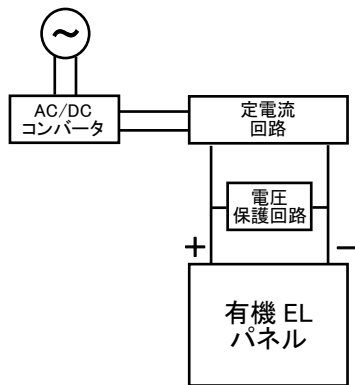 ~
AC/DC
コンバータ
定電流
回路
電圧
保護回路
+
−
有機 EL
パネル